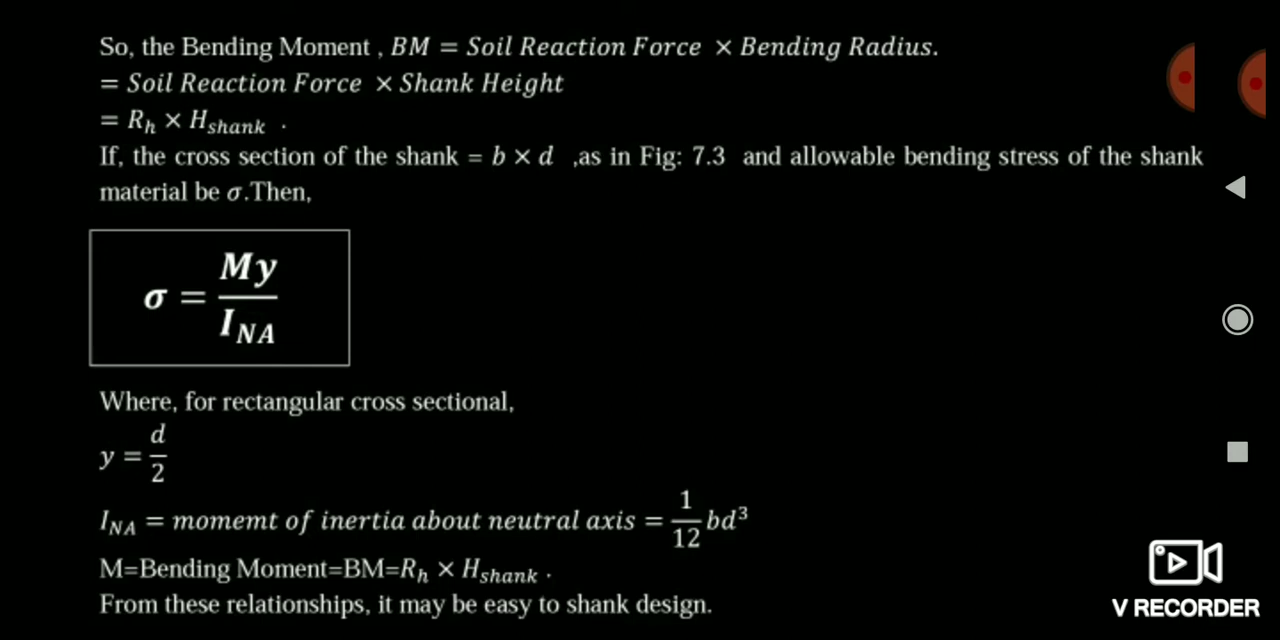 So, the Bending Moment , BM = Soil Reaction Force × Bending Radius.
= Soil Reaction Force × Shank Height
= R_h × H_shank .
If, the cross section of the shank = b × d ,as in Fig: 7.3 and allowable bending stress of the shank
material be σ.Then,
σ = My / I_NA
Where, for rectangular cross sectional,
y = d/2
I_NA = momemt of inertia about neutral axis = 1/12 bd³
M=Bending Moment=BM=R_h × H_shank .
From these relationships, it may be easy to shank design.
V RECORDER